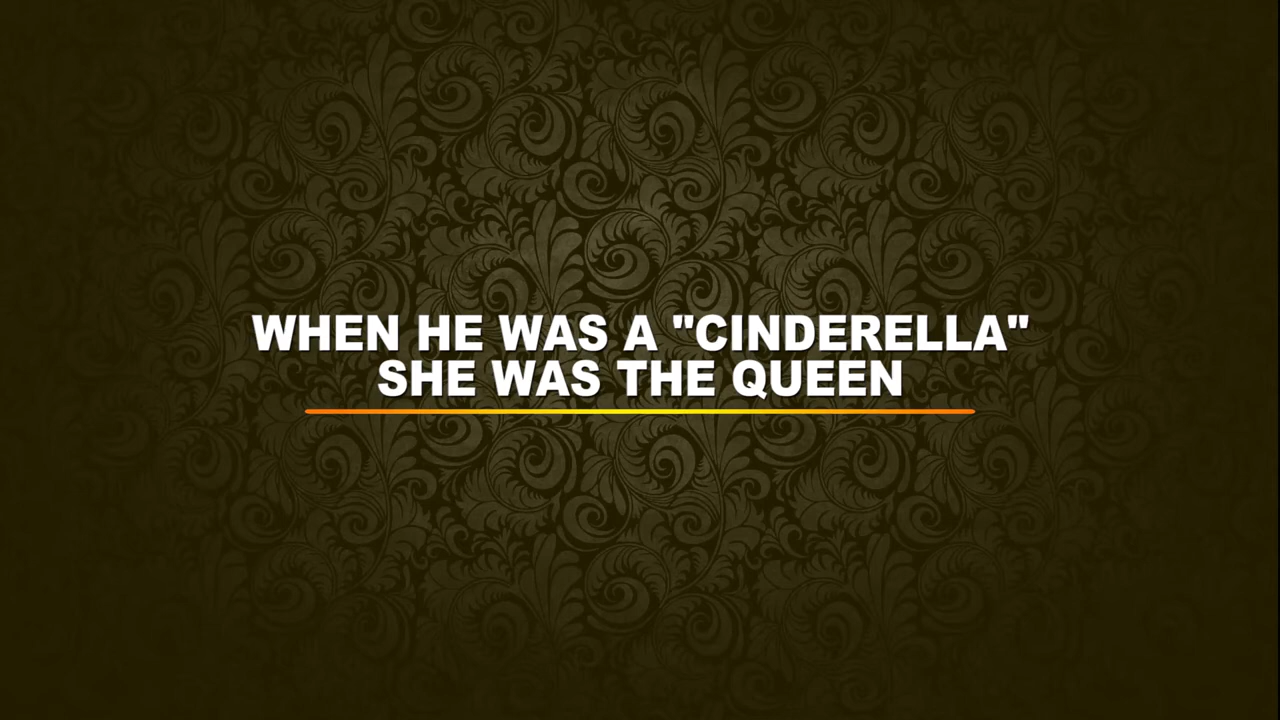 WHEN HE WAS A "CINDERELLA"
SHE WAS THE QUEEN